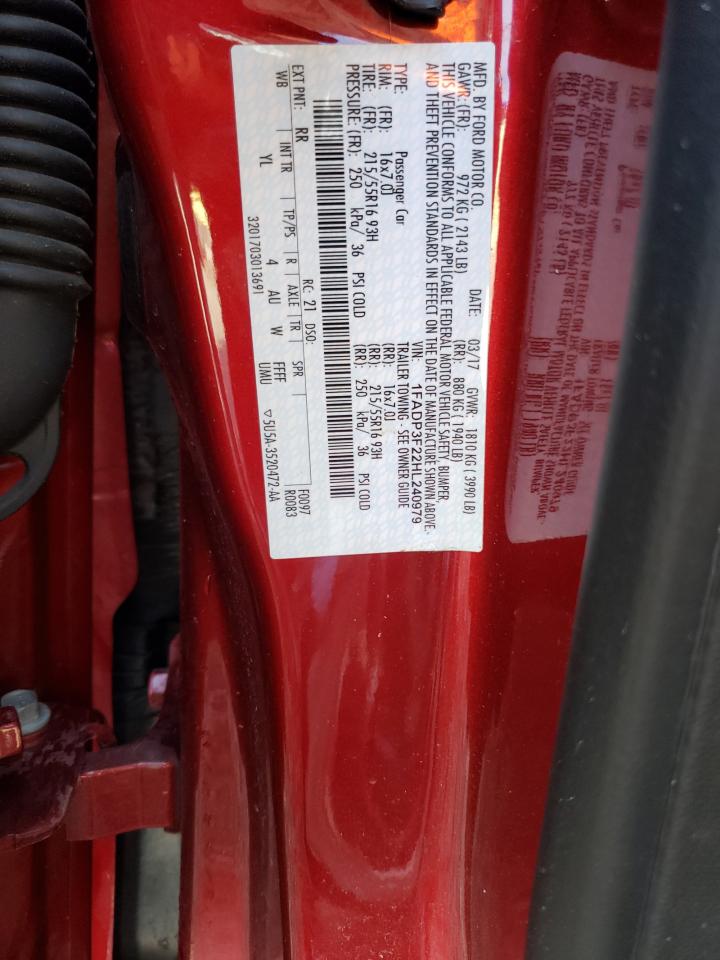 MFD. BY FORD MOTOR CO.
DATE: 03/17 GVWR: 1810 KG ( 3990 LB)
GAWR: (FR): 972 KG ( 2143 LB) (RR): 880 KG ( 1940 LB)
THIS VEHICLE CONFORMS TO ALL APPLICABLE FEDERAL MOTOR VEHICLE SAFETY, BUMPER,
AND THEFT PREVENTION STANDARDS IN EFFECT ON THE DATE OF MANUFACTURE SHOWN ABOVE.
VIN: 1FADP3F22HL240979
TYPE: Passenger Car TRAILER TOWING - SEE OWNER GUIDE
RIM: (FR): 16x7.0J (RR): 16x7.0J
TIRE: (FR): 215/55R16 93H (RR): 215/55R16 93H
PRESSURE: (FR): 250 kPa/ 36 PSI COLD (RR): 250 kPa/ 36 PSI COLD
EXT PNT: RR RC: 21 DSO: F0097
WB INT TR TP/PS R AXLE TR SPR R0083
YL 4 AU W FFFF UMU
3201703013691 ▽5U5A-3520472-AA